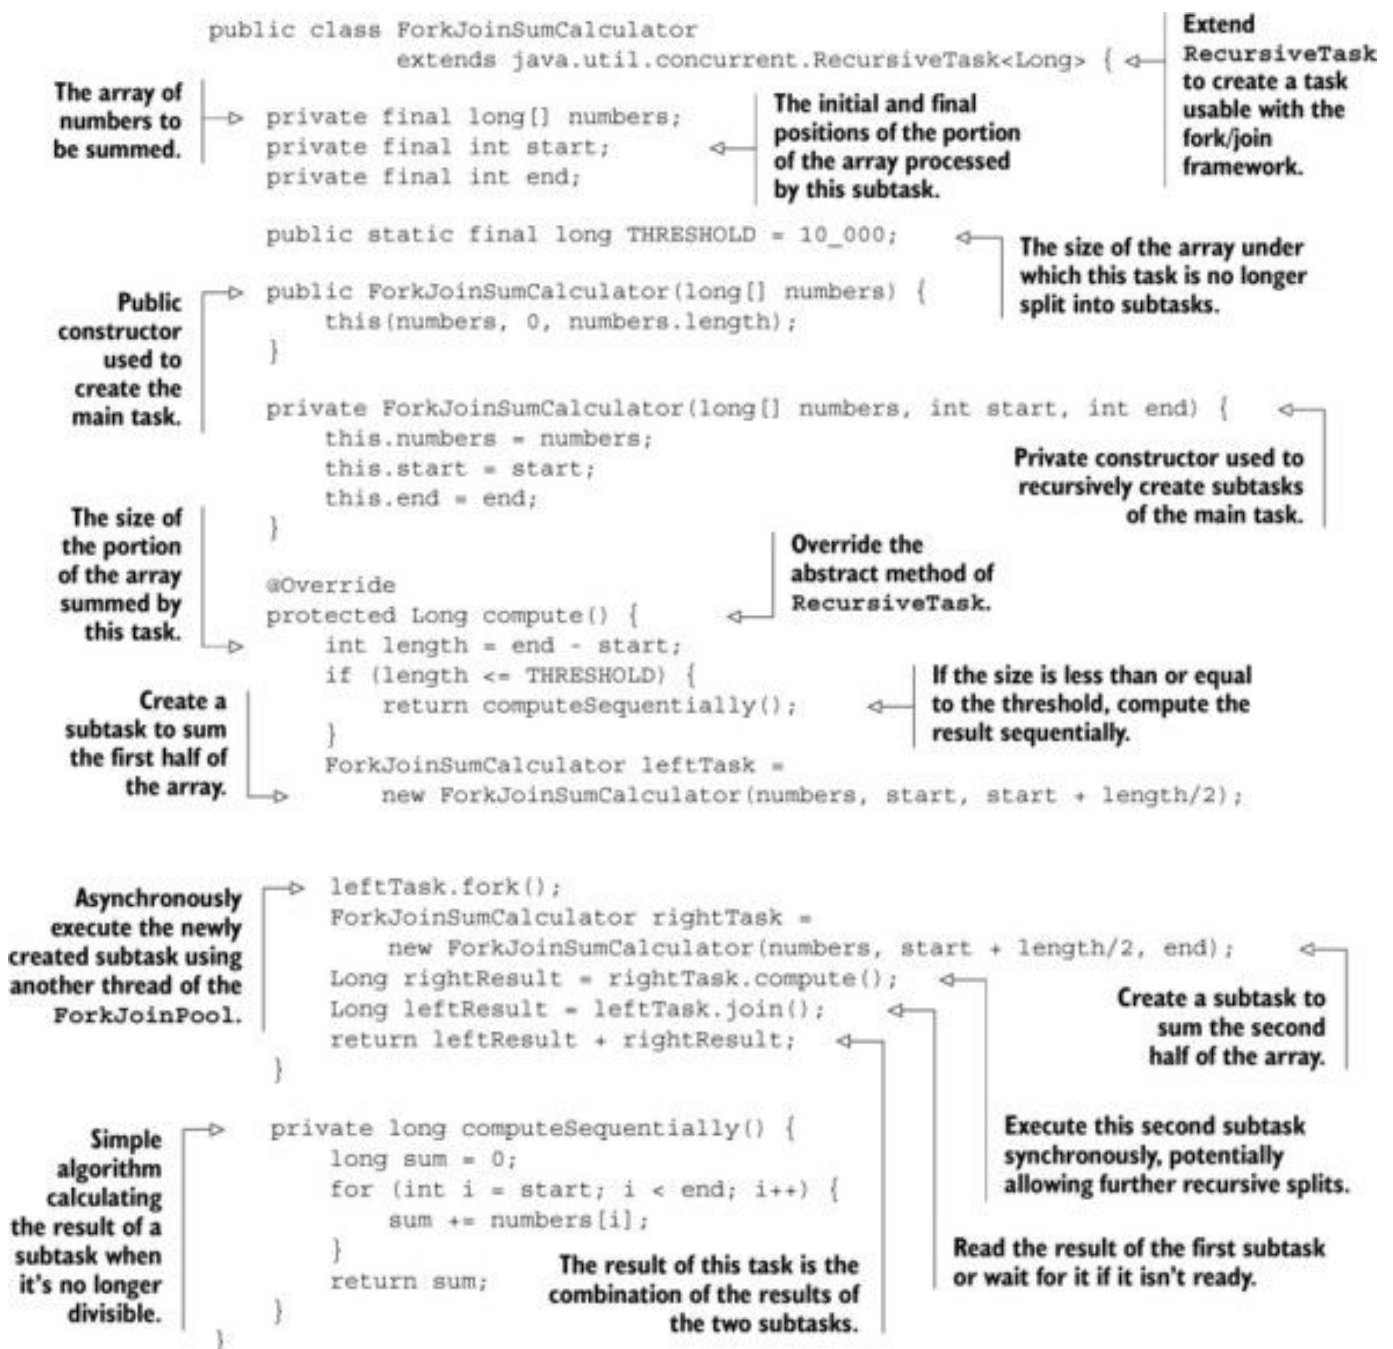 public class ForkJoinSumCalculator
extends java.util.concurrent.RecursiveTask<Long> {
Extend
RecursiveTask
to create a task
usable with the
fork/join
framework.
The array of
numbers to
be summed.
private final long[] numbers;
private final int start;
private final int end;
The initial and final
positions of the portion
of the array processed
by this subtask.
public static final long THRESHOLD = 10_000;
The size of the array under
which this task is no longer
split into subtasks.
Public
constructor
used to
create the
main task.
public ForkJoinSumCalculator(long[] numbers) {
this(numbers, 0, numbers.length);
}
private ForkJoinSumCalculator(long[] numbers, int start, int end) {
this.numbers = numbers;
this.start = start;
this.end = end;
}
Private constructor used to
recursively create subtasks
of the main task.
The size of
the portion
of the array
summed by
this task.
@Override
protected Long compute() {
Override the
abstract method of
RecursiveTask.
int length = end - start;
if (length <= THRESHOLD) {
return computeSequentially();
}
If the size is less than or equal
to the threshold, compute the
result sequentially.
Create a
subtask to sum
the first half of
the array.
ForkJoinSumCalculator leftTask =
new ForkJoinSumCalculator(numbers, start, start + length/2);
Asynchronously
execute the newly
created subtask using
another thread of the
ForkJoinPool.
leftTask.fork();
ForkJoinSumCalculator rightTask =
new ForkJoinSumCalculator(numbers, start + length/2, end);
Long rightResult = rightTask.compute();
Long leftResult = leftTask.join();
return leftResult + rightResult;
}
Create a subtask to
sum the second
half of the array.
Execute this second subtask
synchronously, potentially
allowing further recursive splits.
Read the result of the first subtask
or wait for it if it isn't ready.
The result of this task is the
combination of the results of
the two subtasks.
Simple
algorithm
calculating
the result of a
subtask when
it's no longer
divisible.
private long computeSequentially() {
long sum = 0;
for (int i = start; i < end; i++) {
sum += numbers[i];
}
return sum;
}
}